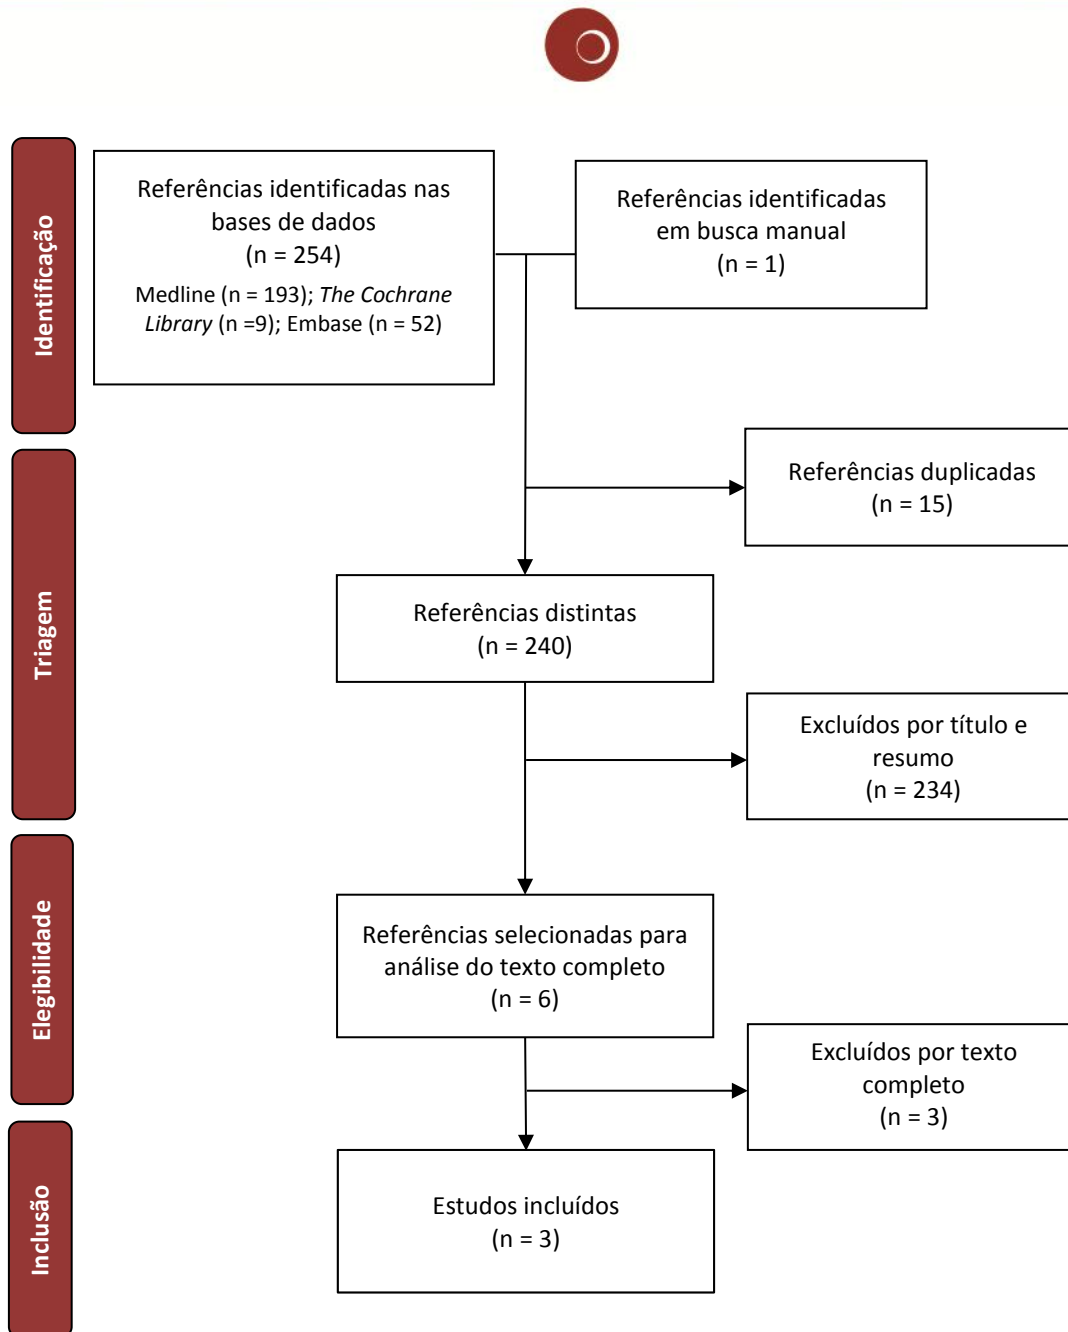 Identificação
Referências identificadas nas
bases de dados
(n = 254)
Medline (n = 193); The Cochrane
Library (n =9); Embase (n = 52)
Referências identificadas
em busca manual
(n = 1)
Triagem
Referências duplicadas
(n = 15)
Referências distintas
(n = 240)
Excluídos por título e
resumo
(n = 234)
Elegibilidade
Referências selecionadas para
análise do texto completo
(n = 6)
Excluídos por texto
completo
(n = 3)
Inclusão
Estudos incluídos
(n = 3)